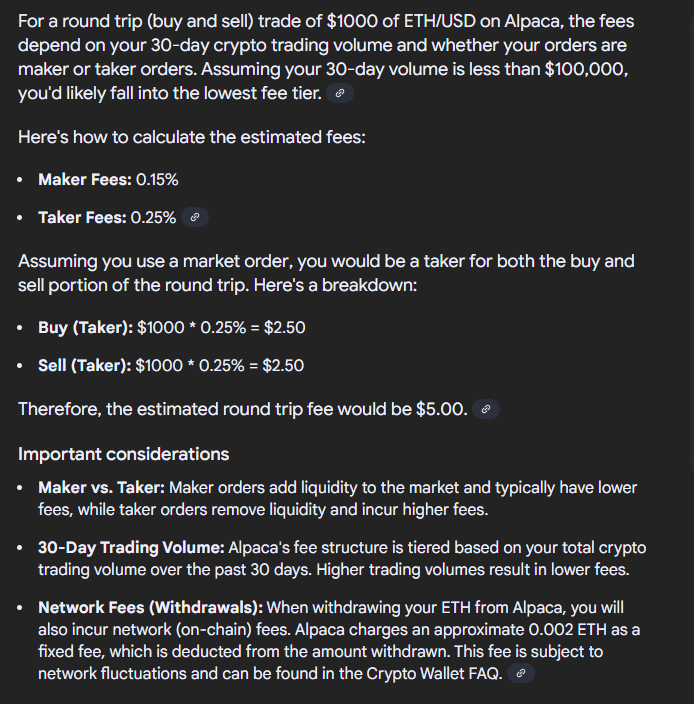 For a round trip (buy and sell) trade of $1000 of ETH/USD on Alpaca, the fees
depend on your 30-day crypto trading volume and whether your orders are
maker or taker orders. Assuming your 30-day volume is less than $100,000,
you'd likely fall into the lowest fee tier.
Here's how to calculate the estimated fees:
• Maker Fees: 0.15%
• Taker Fees: 0.25%
Assuming you use a market order, you would be a taker for both the buy and
sell portion of the round trip. Here's a breakdown:
• Buy (Taker): $1000 * 0.25% = $2.50
• Sell (Taker): $1000 * 0.25% = $2.50
Therefore, the estimated round trip fee would be $5.00.
Important considerations
• Maker vs. Taker: Maker orders add liquidity to the market and typically have lower
fees, while taker orders remove liquidity and incur higher fees.
• 30-Day Trading Volume: Alpaca's fee structure is tiered based on your total crypto
trading volume over the past 30 days. Higher trading volumes result in lower fees.
• Network Fees (Withdrawals): When withdrawing your ETH from Alpaca, you will
also incur network (on-chain) fees. Alpaca charges an approximate 0.002 ETH as a
fixed fee, which is deducted from the amount withdrawn. This fee is subject to
network fluctuations and can be found in the Crypto Wallet FAQ.